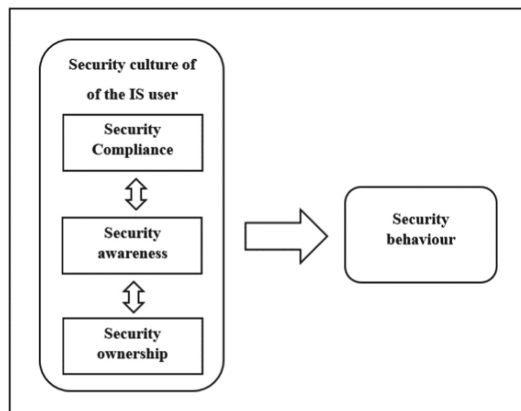 Security culture of
of the IS user
Security
Compliance
Security
awareness
Security
ownership
Security
behaviour